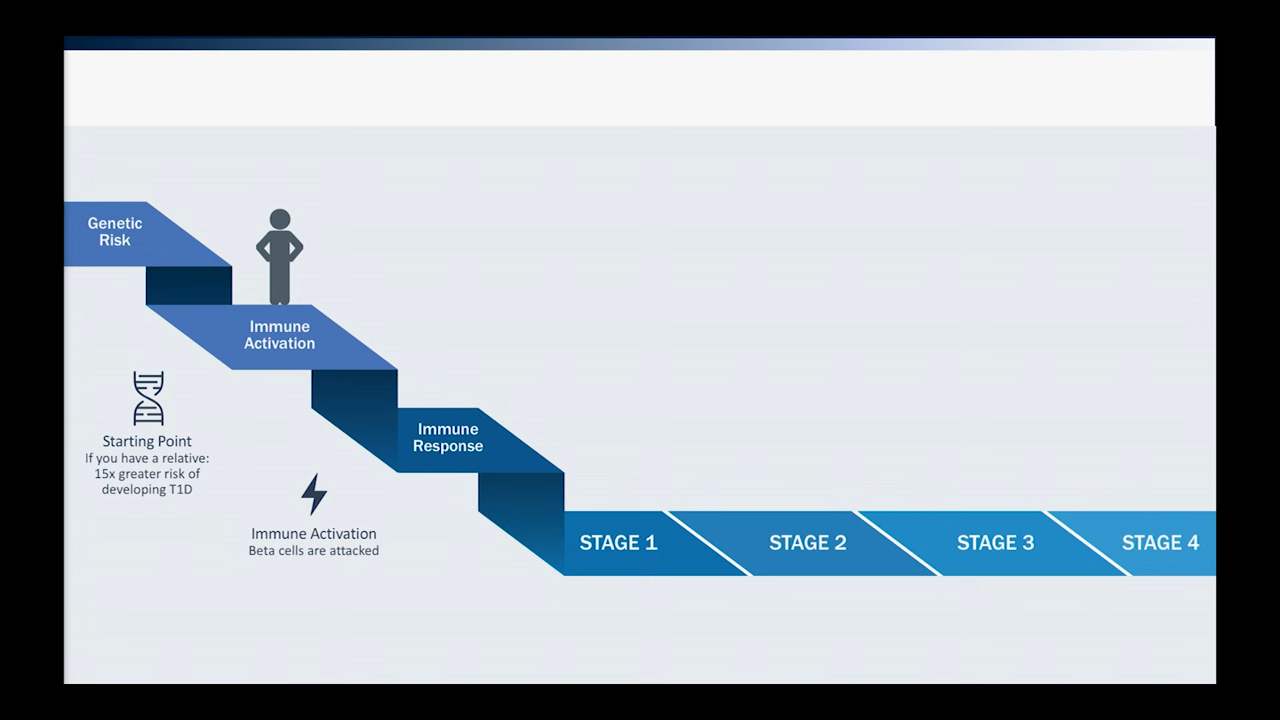 Genetic
Risk
Immune
Activation
Starting Point
If you have a relative:
15x greater risk of
developing T1D
Immune
Response
Immune Activation
Beta cells are attacked
STAGE 1
STAGE 2
STAGE 3
STAGE 4